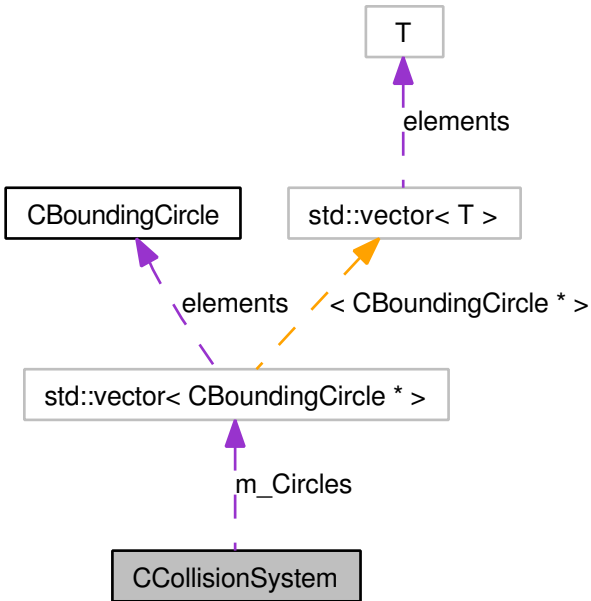 T
elements
CBoundingCircle
std::vector< T >
elements
< CBoundingCircle * >
std::vector< CBoundingCircle * >
m_Circles
CCollisionSystem